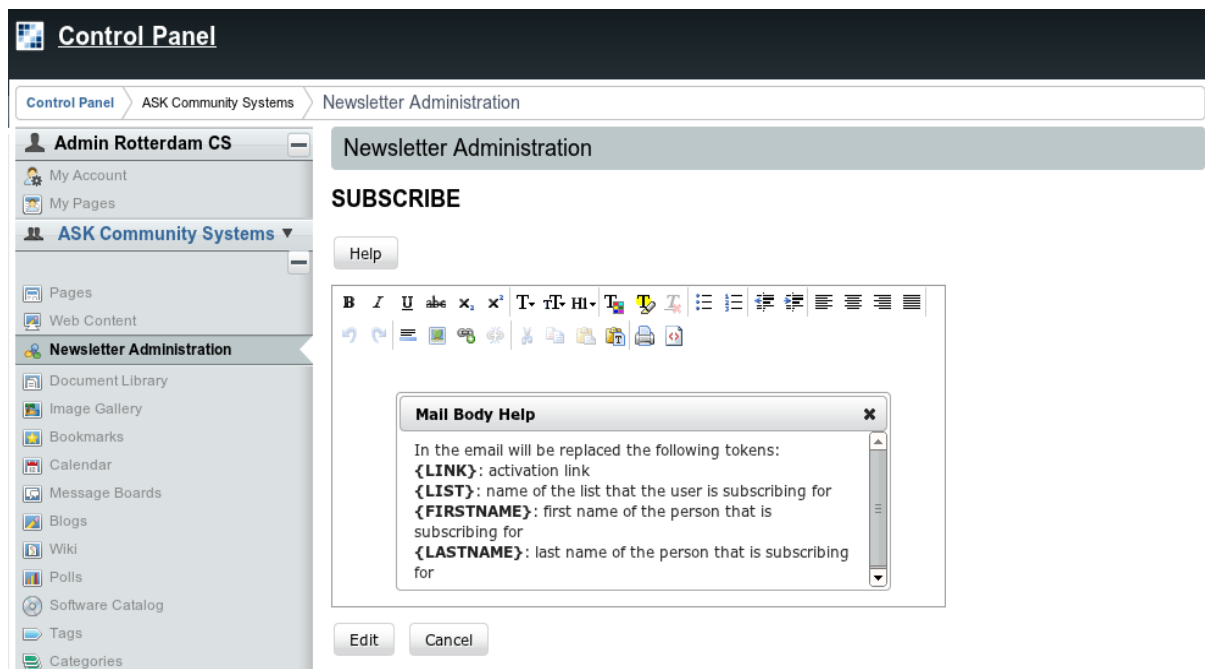 Control Panel
Control Panel
ASK Community Systems
Newsletter Administration
Admin Rotterdam CS
My Account
My Pages
ASK Community Systems
Pages
Web Content
Newsletter Administration
Document Library
Image Gallery
Bookmarks
Calendar
Message Boards
Blogs
Wiki
Polls
Software Catalog
Tags
Categories
Newsletter Administration
SUBSCRIBE
Help
B I U abc x, x² T rT H1 T T T
Mail Body Help
In the email will be replaced the following tokens:
{LINK}: activation link
{LIST}: name of the list that the user is subscribing for
{FIRSTNAME}: first name of the person that is
subscribing for
{LASTNAME}: last name of the person that is subscribing
for
Edit
Cancel